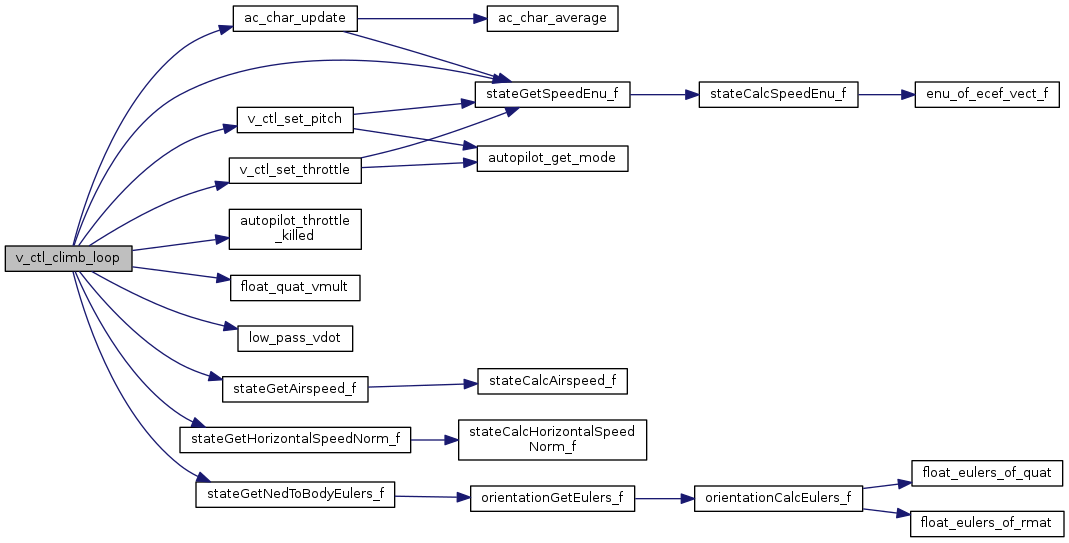 ac_char_update
ac_char_average
stateGetSpeedEnu_f
stateCalcSpeedEnu_f
enu_of_ecef_vect_f
v_ctl_set_pitch
autopilot_get_mode
v_ctl_set_throttle
autopilot_throttle
_killed
v_ctl_climb_loop
float_quat_vmult
low_pass_vdot
stateGetAirspeed_f
stateCalcAirspeed_f
stateGetHorizontalSpeedNorm_f
stateCalcHorizontalSpeed
Norm_f
stateGetNedToBodyEulers_f
orientationGetEulers_f
orientationCalcEulers_f
float_eulers_of_quat
float_eulers_of_rmat